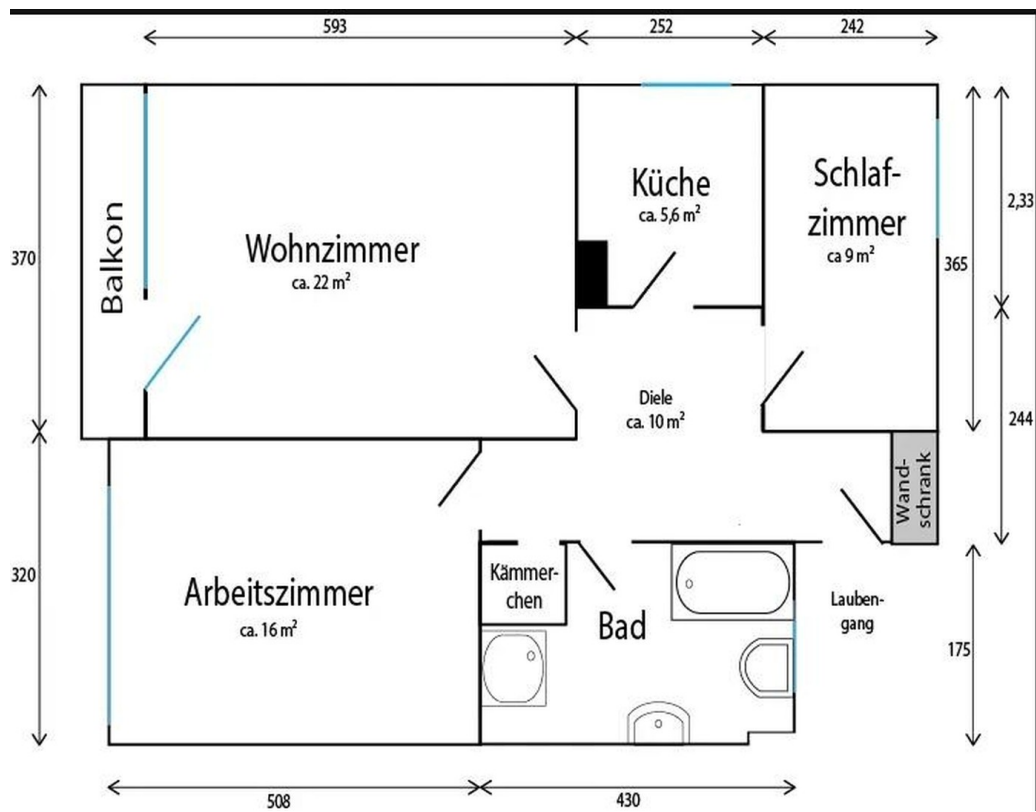 593
252
242
Küche
ca. 5,6 m²
Schlaf-
zimmer
ca 9 m²
2,33
Balkon
Wohnzimmer
ca. 22 m²
370
365
Diele
ca. 10 m²
244
Wand-
schrank
320
Kämmer-
chen
Arbeitszimmer
ca. 16 m²
Bad
Lauben-
gang
175
508
430